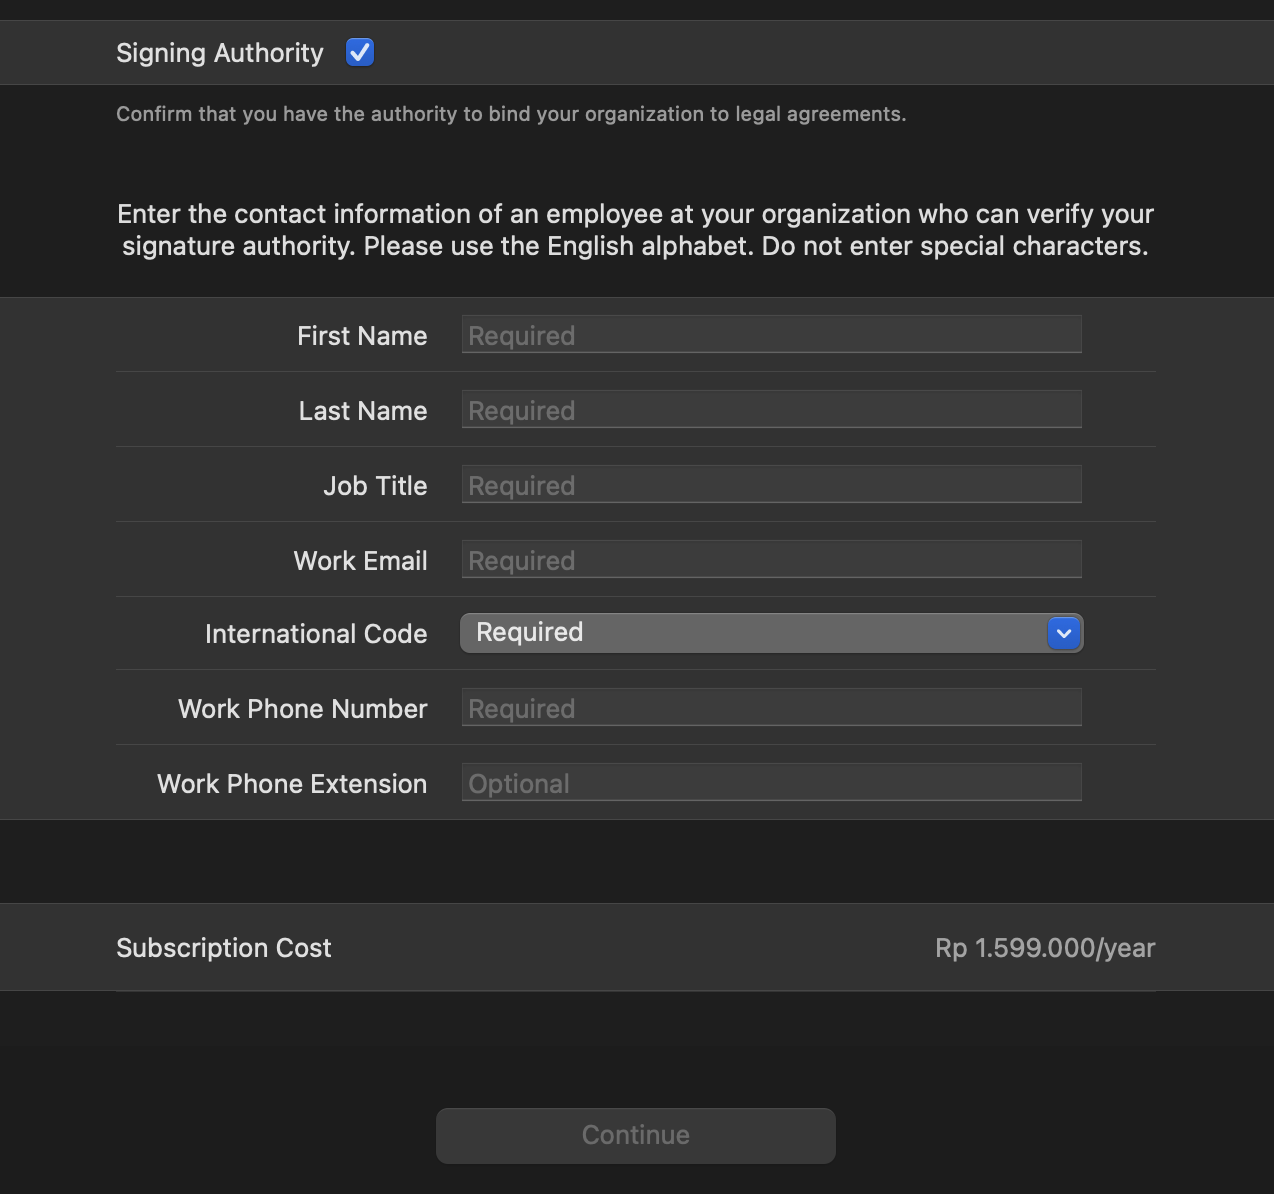 Signing Authority
Confirm that you have the authority to bind your organization to legal agreements.
Enter the contact information of an employee at your organization who can verify your
signature authority. Please use the English alphabet. Do not enter special characters.
First Name Required
Last Name Required
Job Title Required
Work Email Required
International Code Required
Work Phone Number Required
Work Phone Extension Optional
Subscription Cost Rp 1.599.000/year
Continue